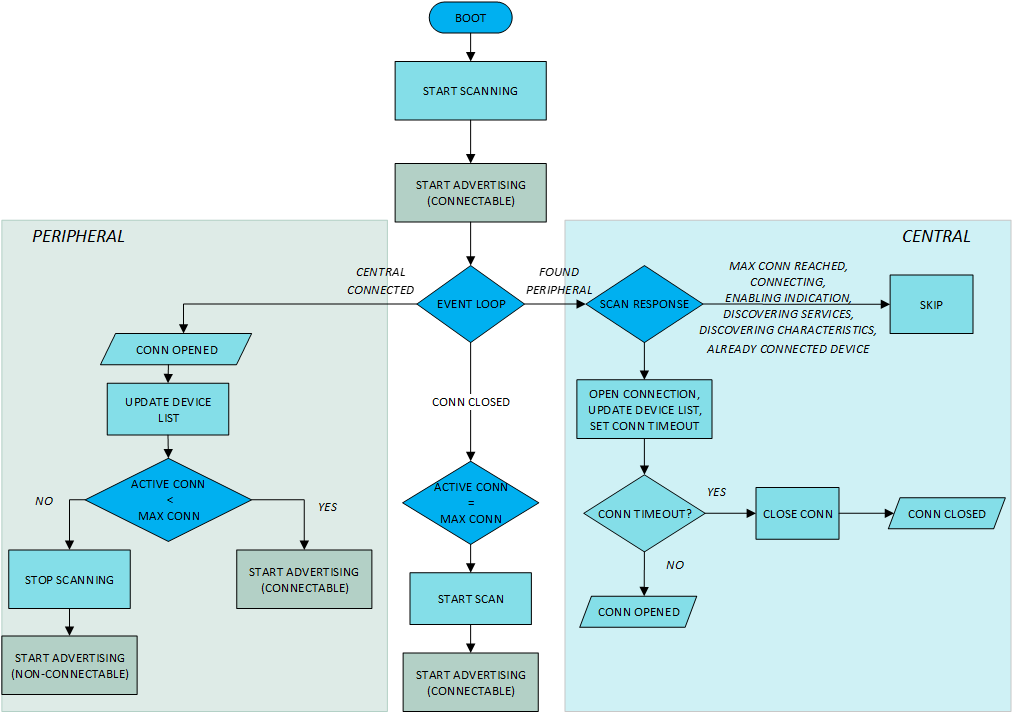 BOOT
START SCANNING
START ADVERTISING
(CONNECTABLE)
PERIPHERAL
CENTRAL
CENTRAL
CONNECTED
EVENT LOOP
FOUND
PERIPHERAL
SCAN RESPONSE
MAX CONN REACHED,
CONNECTING,
ENABLING INDICATION,
DISCOVERING SERVICES,
DISCOVERING CHARACTERISTICS,
ALREADY CONNECTED DEVICE
SKIP
CONN OPENED
UPDATE DEVICE
LIST
ACTIVE CONN
<
MAX CONN
NO
YES
STOP SCANNING
START ADVERTISING
(CONNECTABLE)
START ADVERTISING
(NON-CONNECTABLE)
CONN CLOSED
ACTIVE CONN
=
MAX CONN
START SCAN
START ADVERTISING
(CONNECTABLE)
OPEN CONNECTION,
UPDATE DEVICE LIST,
SET CONN TIMEOUT
CONN TIMEOUT?
YES
CLOSE CONN
CONN CLOSED
NO
CONN OPENED